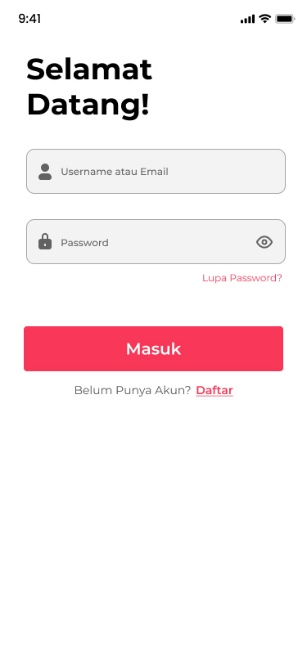 9:41
Selamat
Datang!
Username atau Email
Password
Lupa Password?
Masuk
Belum Punya Akun? Daftar